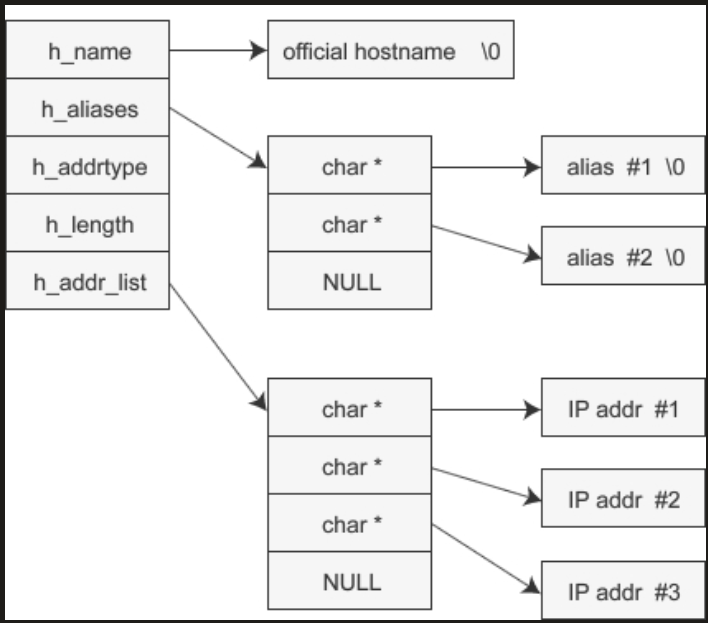 h_name
official hostname \0
h_aliases
h_addrtype
h_length
h_addr_list
char *
alias #1 \0
char *
alias #2 \0
NULL
char *
IP addr #1
char *
IP addr #2
char *
IP addr #3
NULL